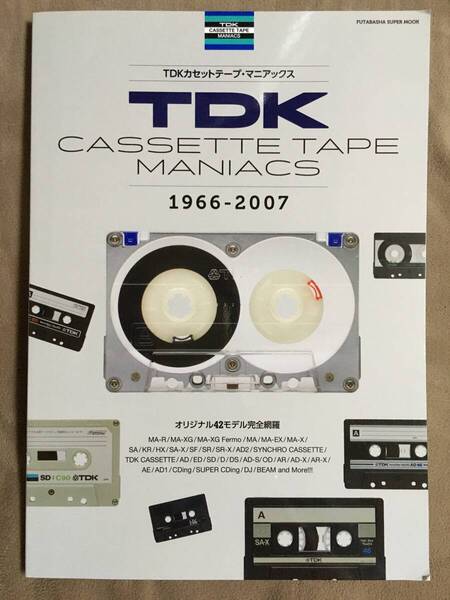 TDK
CASSETTE TAPE
MANIACS
FUTABASHA SUPER MOOK
TDKカセットテープ・マニアックス
TDK
CASSETTE TAPE
MANIACS
1966-2007
オリジナル42モデル完全網羅
MA-R/MA-XG/MA-XG Fermo/MA/MA-EX/MA-X/
SA/KR/HX/SA-X/SF/SR/SR-X/AD2/SYNCHRO CASSETTE/
TDK CASSETTE/AD/ED/SD/D/DS/AD-S/OD/AR/AD-X/AR-X/
AE/AD1/CDing/SUPER CDing/DJ/BEAM and More!!!
TDK
SD C90 TDK
A
TDK
A
SA-X
46